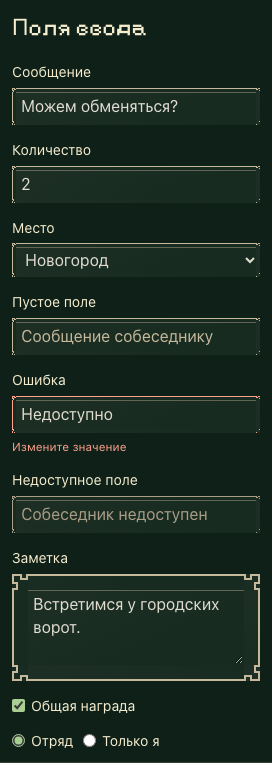 Поля ввода
Сообщение
Можем обменяться?
Количество
2
Место
Новогород
Пустое поле
Сообщение собеседнику
Ошибка
Недоступно
Измените значение
Недоступное поле
Собеседник недоступен
Заметка
Встретимся у городских
ворот.
Общая награда
Отряд Только я